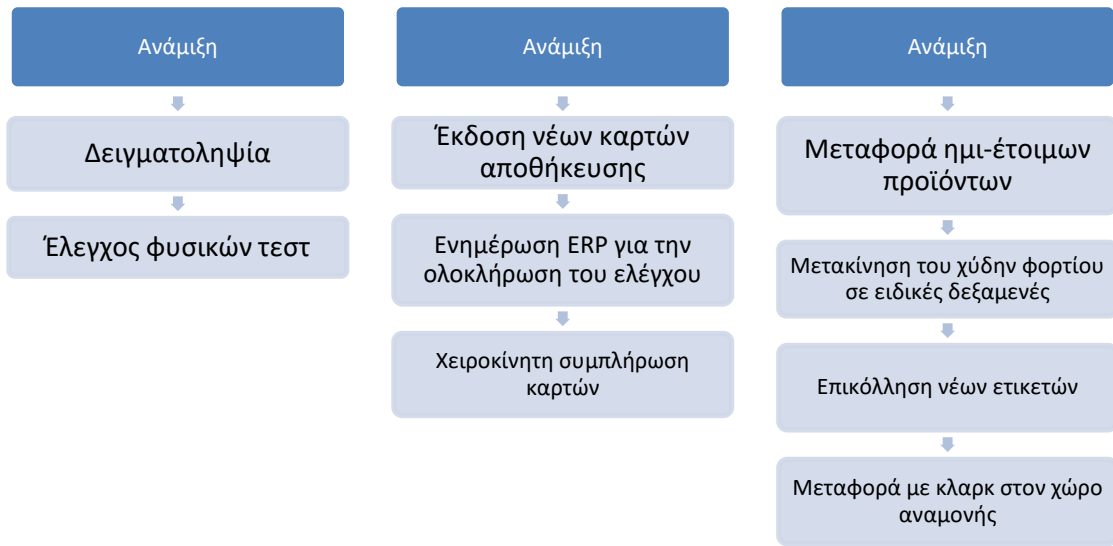 Ανάμιξη
Δειγματοληψία
Έλεγχος φυσικών τεστ
Ανάμιξη
Έκδοση νέων καρτών
αποθήκευσης
Ενημέρωση ERP για την
ολοκλήρωση του ελέγχου
Χειροκίνητη συμπλήρωση
καρτών
Ανάμιξη
Μεταφορά ημι-έτοιμων
προϊόντων
Μετακίνηση του χύδην φορτίου
σε ειδικές δεξαμενές
Επικόλληση νέων ετικετών
Μεταφορά με κλαρκ στον χώρο
αναμονής